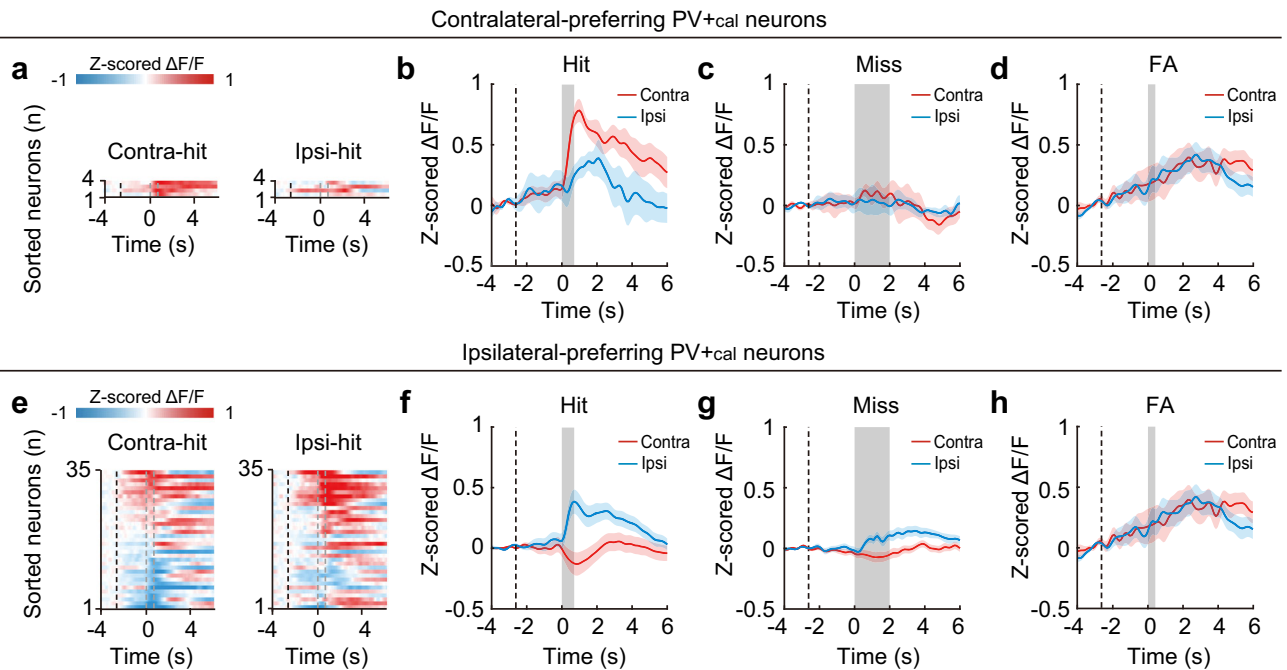 Contralateral-preferring PV+cal neurons
a
Z-scored ΔF/F
-1
1
Sorted neurons (n)
Contra-hit
Ipsi-hit
4
1
4
1
-4
0
4
-4
0
4
Time (s)
Time (s)
b
Hit
Contra
Ipsi
Z-scored ΔF/F
1
0.5
0
-0.5
-4 -2 0 2 4 6
Time (s)
c
Miss
Contra
Ipsi
Z-scored ΔF/F
1
0.5
0
-0.5
-4 -2 0 2 4 6
Time (s)
d
FA
Contra
Ipsi
Z-scored ΔF/F
1
0.5
0
-0.5
-4 -2 0 2 4 6
Time (s)
Ipsilateral-preferring PV+cal neurons
e
Z-scored ΔF/F
-1
1
Sorted neurons (n)
Contra-hit
Ipsi-hit
35
1
35
1
-4
0
4
-4
0
4
Time (s)
Time (s)
f
Hit
Contra
Ipsi
Z-scored ΔF/F
1
0.5
0
-0.5
-4 -2 0 2 4 6
Time (s)
g
Miss
Contra
Ipsi
Z-scored ΔF/F
1
0.5
0
-0.5
-4 -2 0 2 4 6
Time (s)
h
FA
Contra
Ipsi
Z-scored ΔF/F
1
0.5
0
-0.5
-4 -2 0 2 4 6
Time (s)